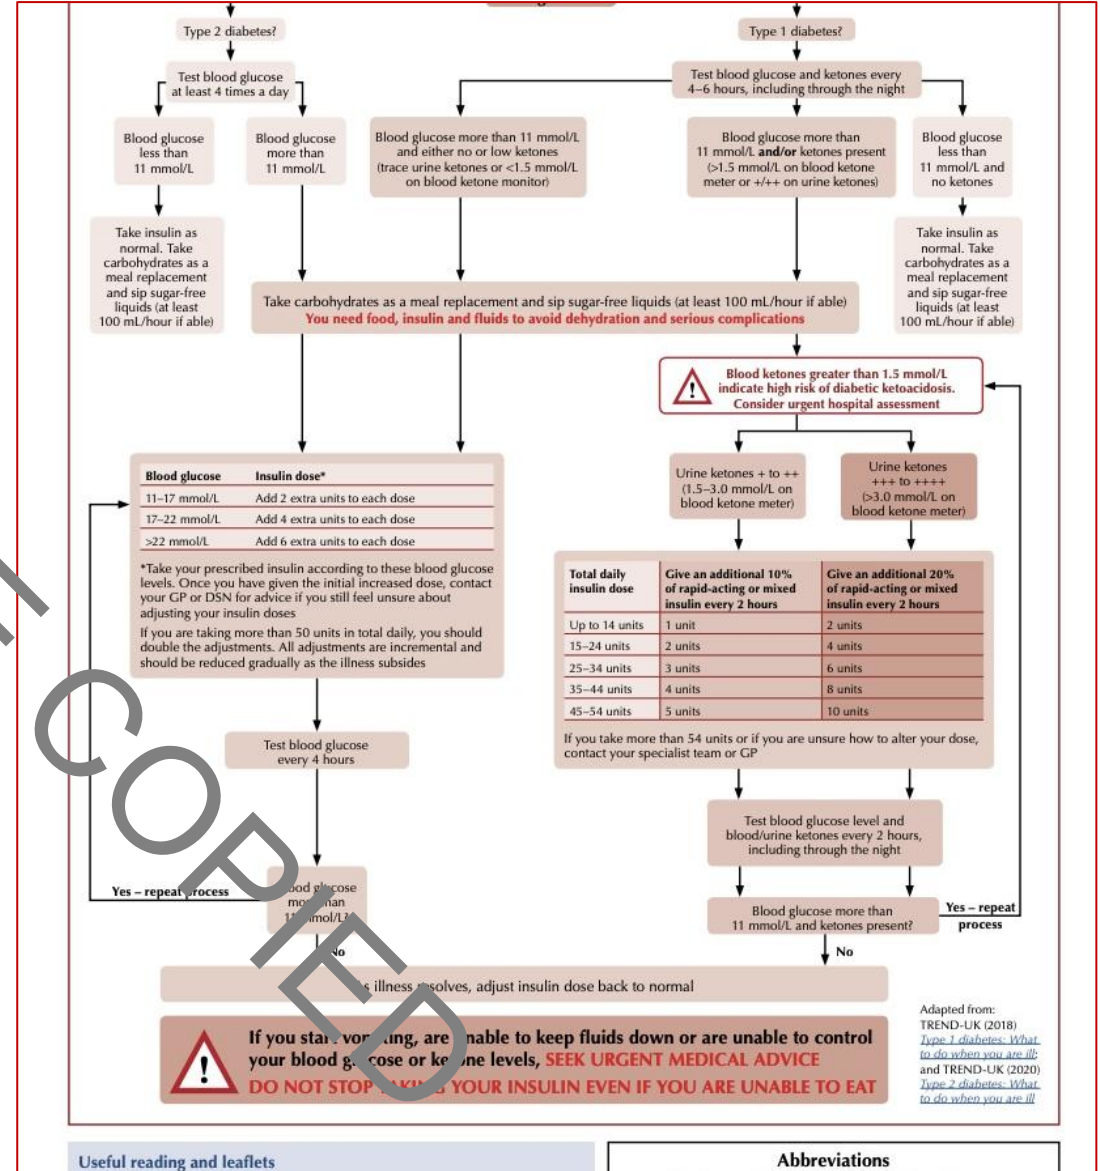 Type 2 diabetes?
Type 1 diabetes?
Test blood glucose
at least 4 times a day
Test blood glucose and ketones every
4–6 hours, including through the night
Blood glucose
less than
11 mmol/L
Blood glucose
more than
11 mmol/L
Blood glucose more than 11 mmol/L
and either no or low ketones
(trace urine ketones or <1.5 mmol/L
on blood ketone monitor)
Blood glucose more than
11 mmol/L and/or ketones present
(>1.5 mmol/L on blood ketone
meter or +/++ on urine ketones)
Blood glucose
less than
11 mmol/L and
no ketones
Take insulin as
normal. Take
carbohydrates as a
meal replacement
and sip sugar-free
liquids (at least
100 mL/hour if able)
Take insulin as
normal. Take
carbohydrates as a
meal replacement
and sip sugar-free
liquids (at least
100 mL/hour if able)
Take carbohydrates as a meal replacement and sip sugar-free liquids (at least 100 mL/hour if able)
You need food, insulin and fluids to avoid dehydration and serious complications
Blood ketones greater than 1.5 mmol/L
indicate high risk of diabetic ketoacidosis.
Consider urgent hospital assessment
Urine ketones + to ++
(1.5–3.0 mmol/L on
blood ketone meter)
Urine ketones
+++ to ++++
(>3.0 mmol/L on
blood ketone meter)
Blood glucose Insulin dose*
11–17 mmol/L Add 2 extra units to each dose
17–22 mmol/L Add 4 extra units to each dose
>22 mmol/L Add 6 extra units to each dose
*Take your prescribed insulin according to these blood glucose
levels. Once you have given the initial increased dose, contact
your GP or DSN for advice if you still feel unsure about
adjusting your insulin doses
If you are taking more than 50 units in total daily, you should
double the adjustments. All adjustments are incremental and
should be reduced gradually as the illness subsides
Total daily Give an additional 10% Give an additional 20%
insulin dose of rapid-acting or mixed of rapid-acting or mixed
insulin every 2 hours insulin every 2 hours
Up to 14 units 1 unit 2 units
15–24 units 2 units 4 units
25–34 units 3 units 6 units
35–44 units 4 units 8 units
45–54 units 5 units 10 units
If you take more than 54 units or if you are unsure how to alter your dose,
contact your specialist team or GP
Test blood glucose
every 4 hours
Test blood glucose level and
blood/urine ketones every 2 hours,
including through the night
Yes – repeat process
glucose
than
mmol/L?
No
Blood glucose more than
11 mmol/L and ketones present?
Yes – repeat
process
No
illness resolves, adjust insulin dose back to normal
If you start vomiting, are unable to keep fluids down or are unable to control
your blood glucose or ketone levels, SEEK URGENT MEDICAL ADVICE
DO NOT STOP TAKING YOUR INSULIN EVEN IF YOU ARE UNABLE TO EAT
Adapted from:
TREND-UK (2018)
Type 1 diabetes: What
to do when you are ill;
and TREND-UK (2020)
Type 2 diabetes: What
to do when you are ill
COPIED
Useful reading and leaflets
Abbreviations